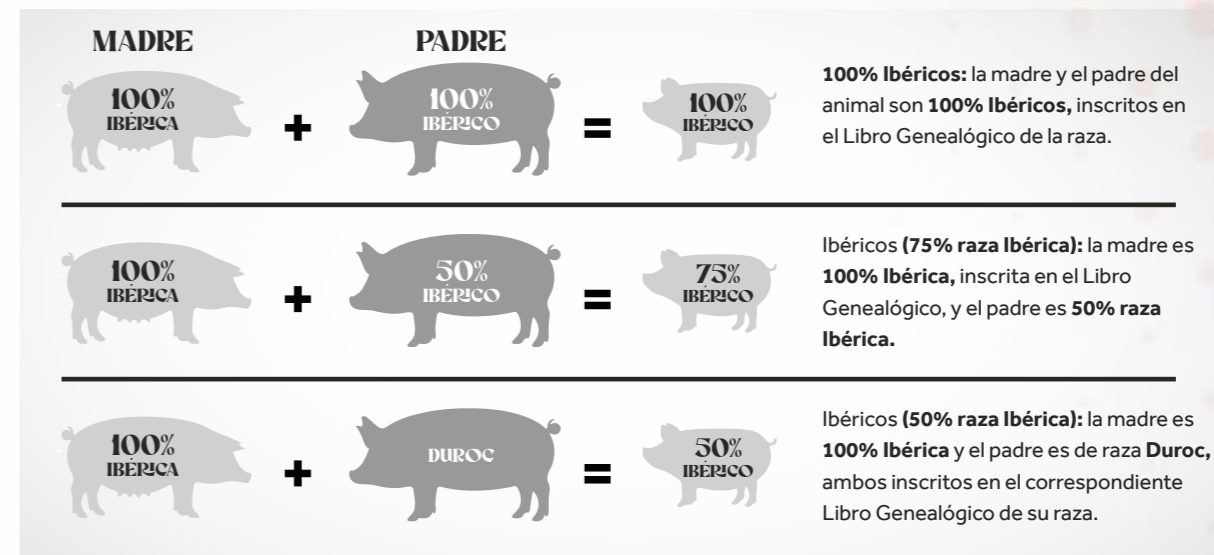 MADRE
PADRE
100%
IBÉRICA
+
100%
IBÉRICO
=
100%
IBÉRICO
100% Ibéricos: la madre y el padre del
animal son 100% Ibéricos, inscritos en
el Libro Genealógico de la raza.
100%
IBÉRICA
+
50%
IBÉRICO
=
75%
IBÉRICO
Ibéricos (75% raza Ibérica): la madre es
100% Ibérica, inscrita en el Libro
Genealógico, y el padre es 50% raza
Ibérica.
100%
IBÉRICA
+
DUROC
=
50%
IBÉRICO
Ibéricos (50% raza Ibérica): la madre es
100% Ibérica y el padre es de raza Duroc,
ambos inscritos en el correspondiente
Libro Genealógico de su raza.